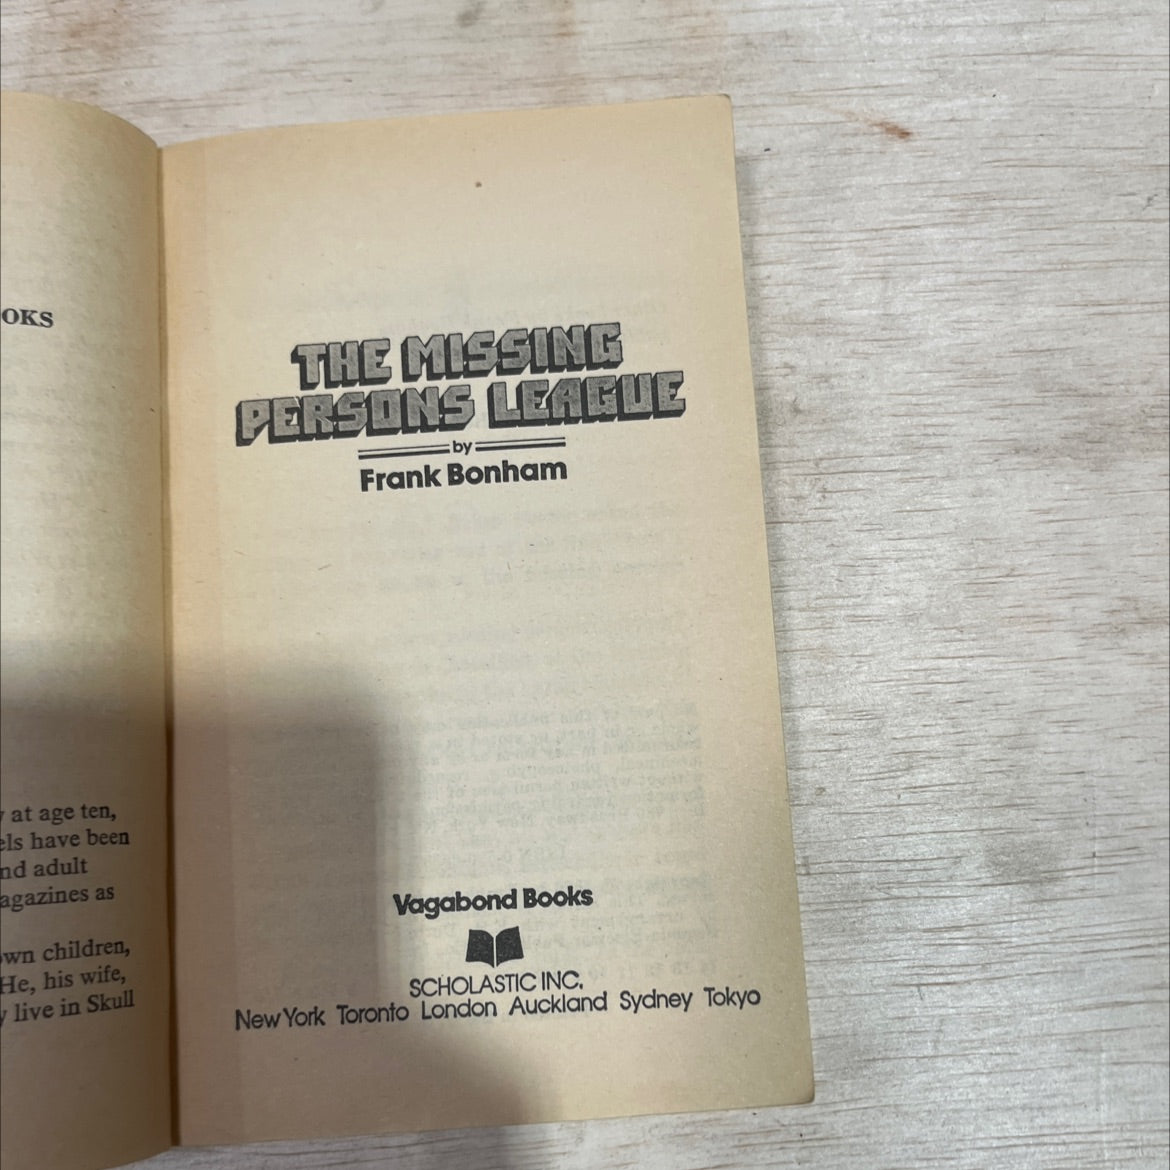 OKS
at age ten,
els have been
nd adult
agazines as
wn children,
He, his wife,
live in Skull
THE MISSING
PERSONS LEAGUE
by
Frank Bonham
Vagabond Books
SCHOLASTIC INC.
New York Toronto London Auckland Sydney Tokyo